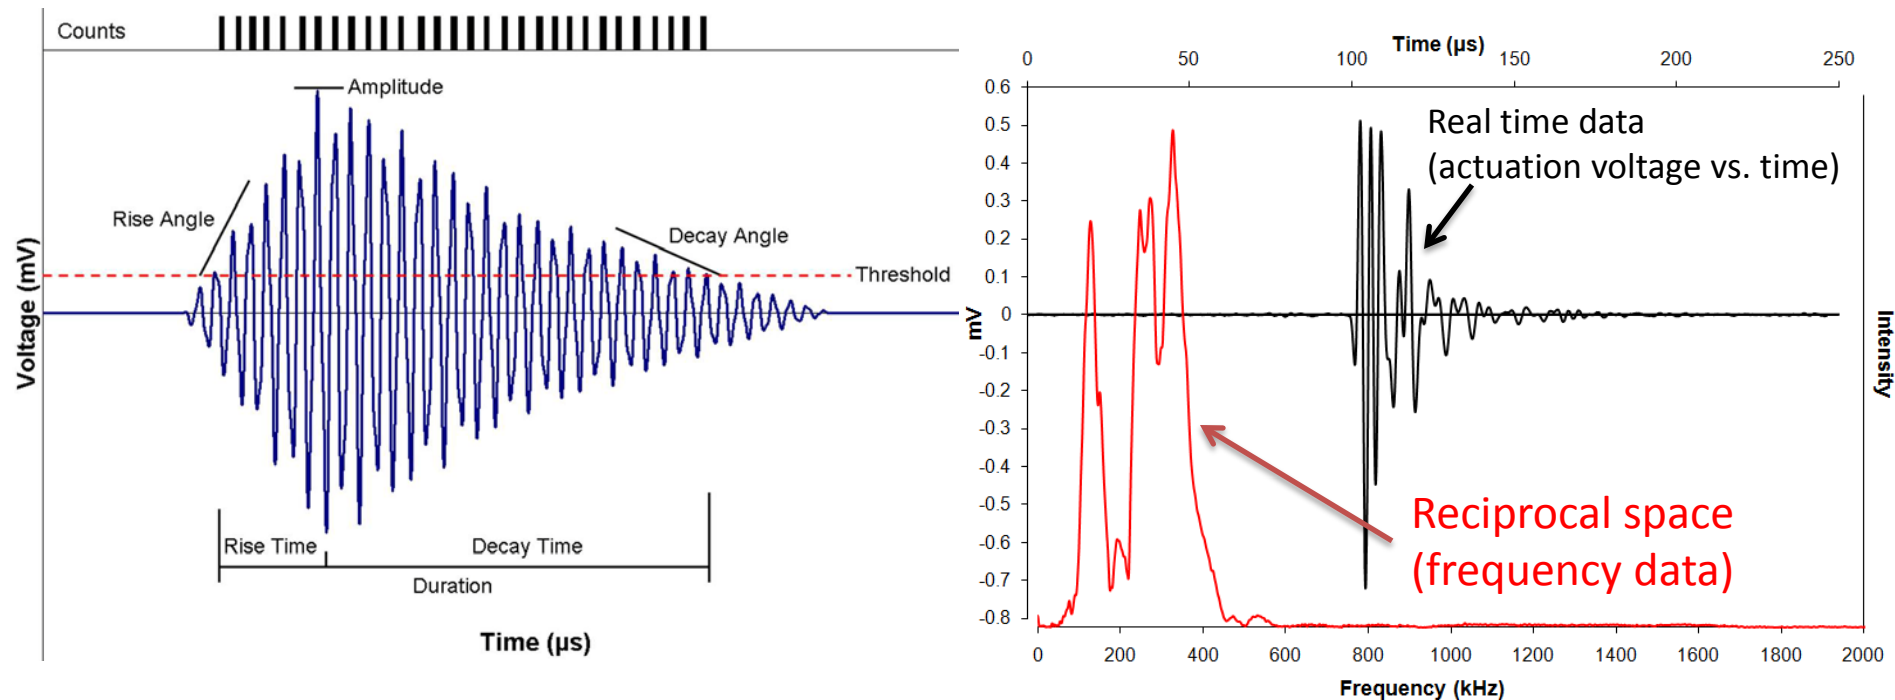 Counts
Amplitude
Rise Angle
Decay Angle
Threshold
Voltage (mV)
Rise Time
Decay Time
Duration
Time (µs)
Time (µs)
0 50 100 150 200 250
0.6
0.5
0.4
0.3
0.2
0.1
0
-0.1
-0.2
-0.3
-0.4
-0.5
-0.6
-0.7
-0.8
mV
Real time data
(actuation voltage vs. time)
Intensity
Reciprocal space
(frequency data)
0 200 400 600 800 1000 1200 1400 1600 1800 2000
Frequency (kHz)